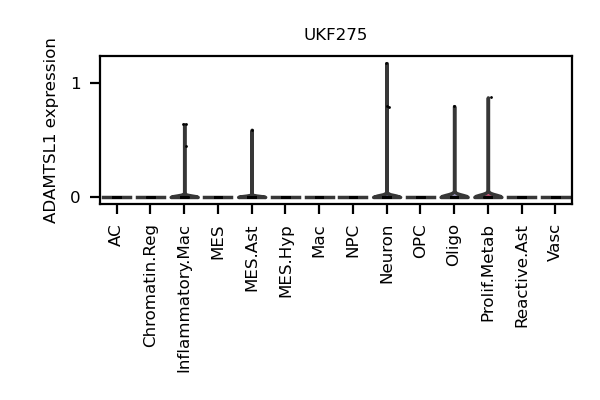 UKF275
ADAMTSL1 expression
1
0
AC
Chromatin.Reg
Inflammatory.Mac
MES
MES.Ast
MES.Hyp
Mac
NPC
Neuron
OPC
Oligo
Prolif.Metab
Reactive.Ast
Vasc